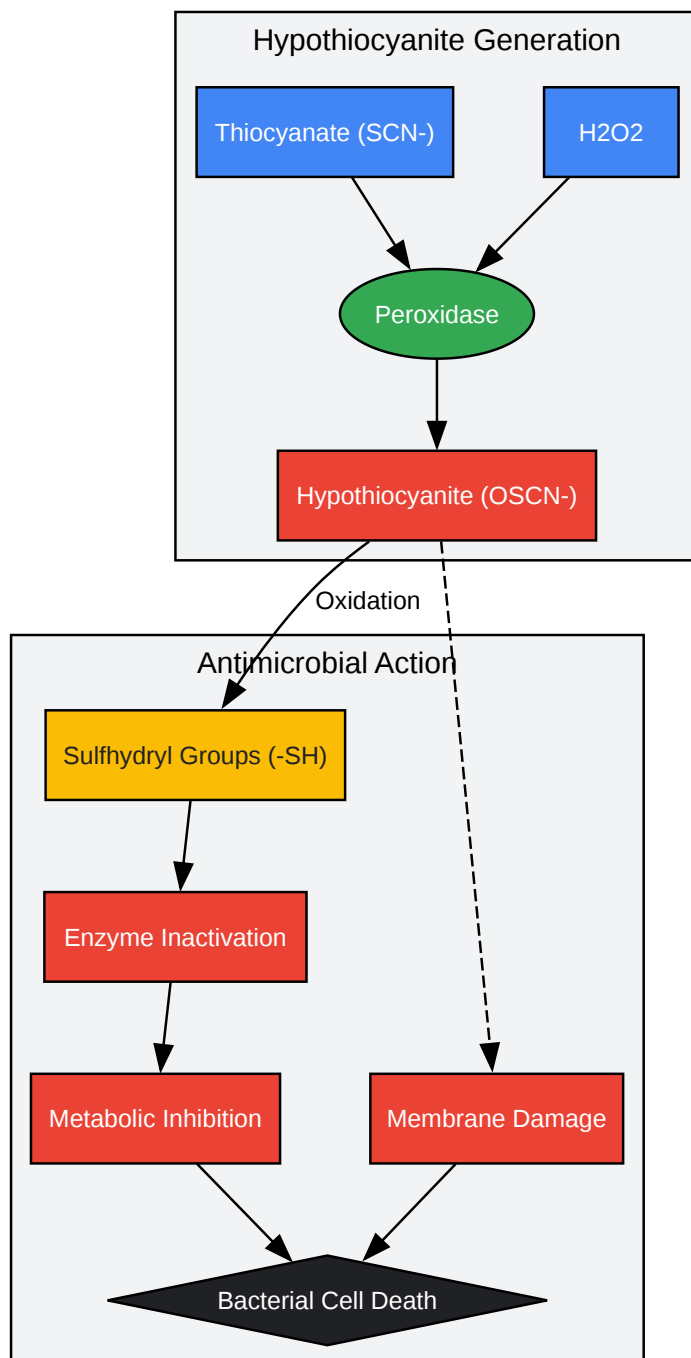 Hypothiocyanite Generation
Thiocyanate (SCN-)
H2O2
Peroxidase
Hypothiocyanite (OSCN-)
Oxidation
Antimicrobial Action
Sulfhydryl Groups (-SH)
Enzyme Inactivation
Metabolic Inhibition
Membrane Damage
Bacterial Cell Death